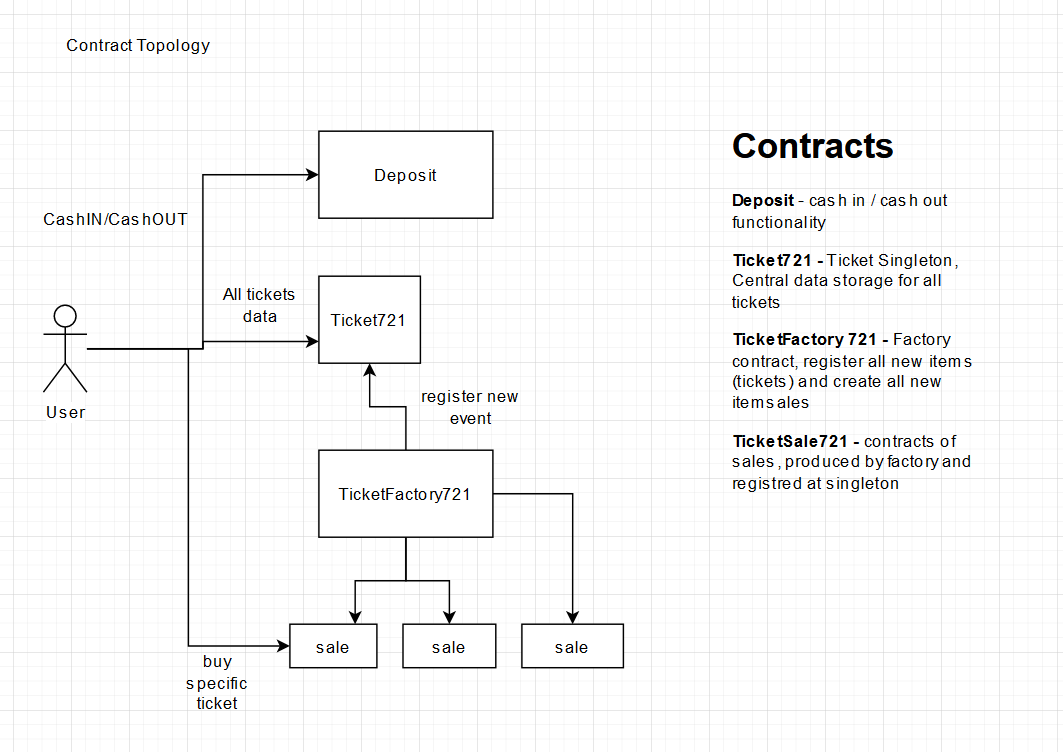 Contract Topology
Deposit
CashIN/CashOUT
All tickets
data
Ticket721
User
register new
event
TicketFactory721
sale
sale
sale
buy
specific
ticket
Contracts
Deposit - cash in / cash out
functionality
Ticket721 - Ticket Singleton,
Central data storage for all
tickets
TicketFactory 721 - Factory
contract, register all new items
(tickets) and create all new
itemsales
TicketSale721 - contracts of
sales, produced by factory and
registred at singleton